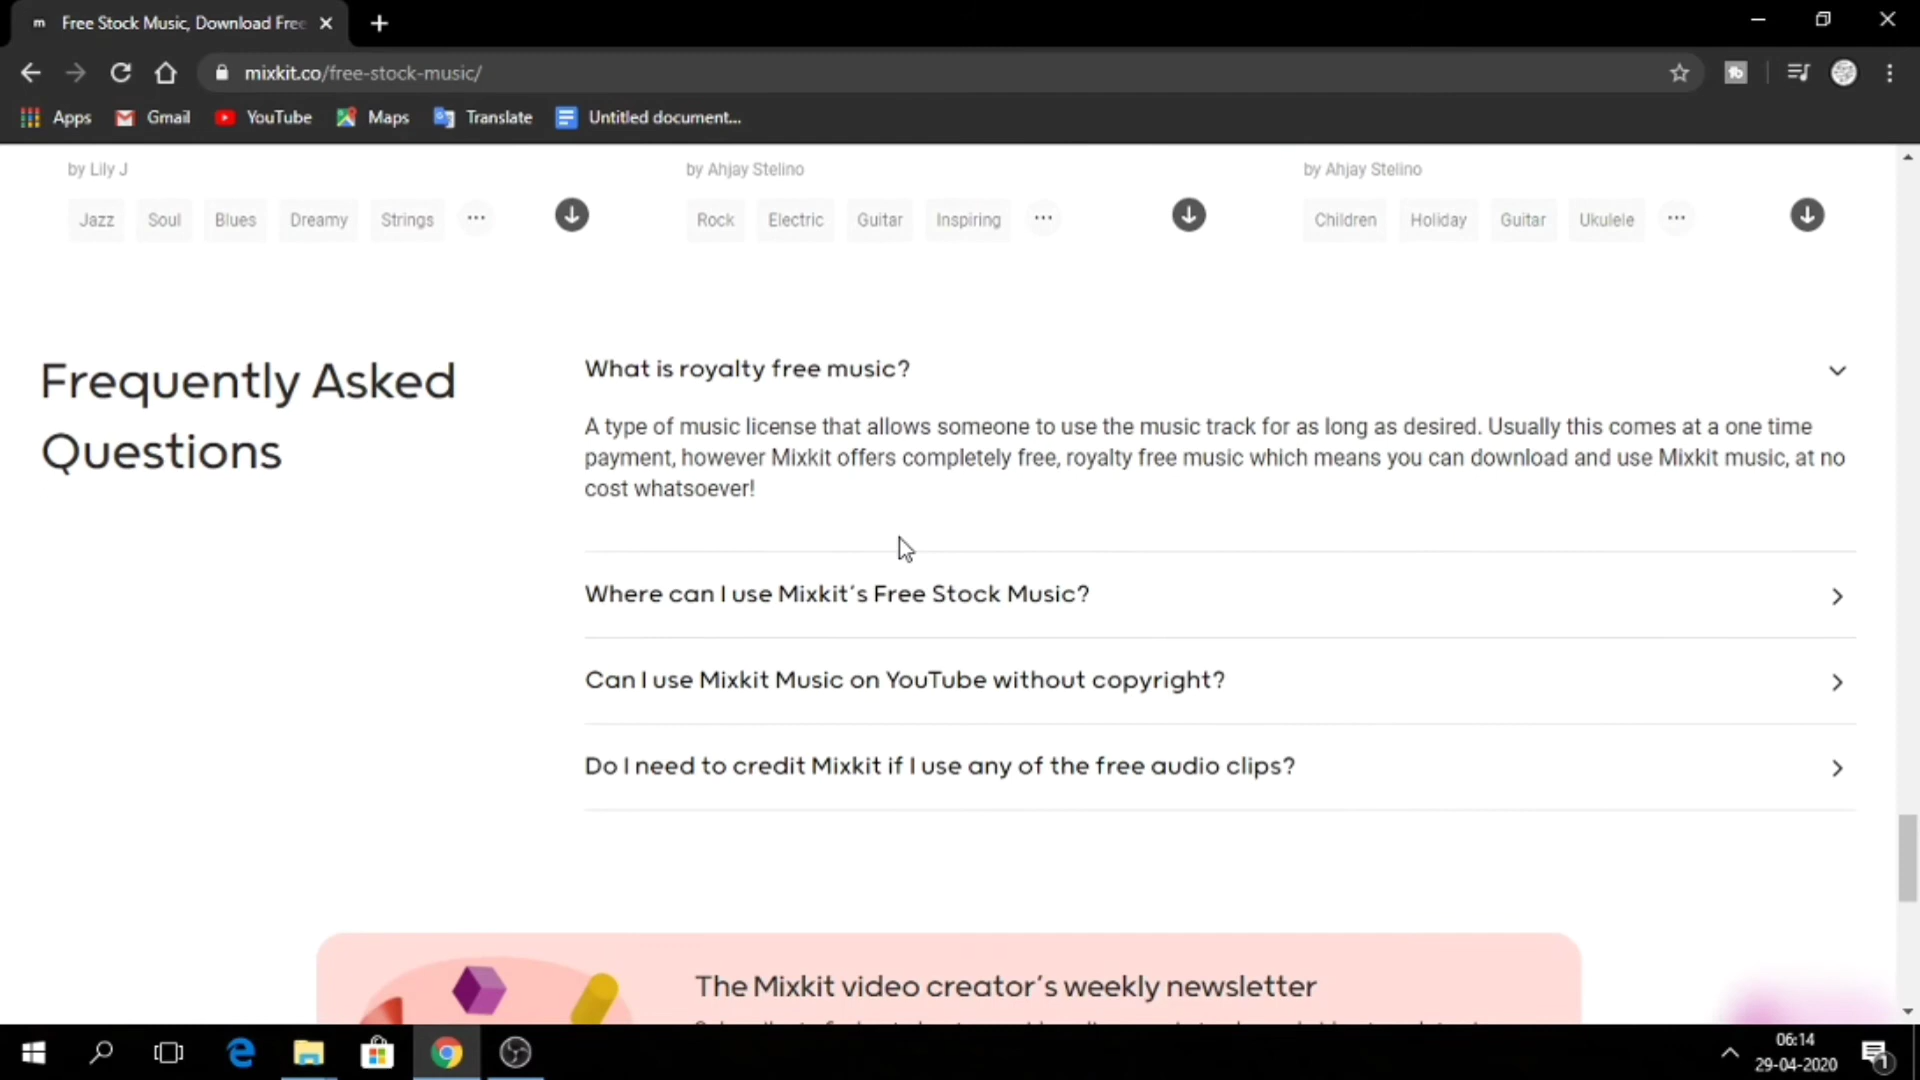 m Free Stock Music, Download Free
mixkit.co/free-stock-music/
Apps Gmail YouTube Maps Translate Untitled document...
by Lily J
Jazz Soul Blues Dreamy Strings ...
by Ahjay Stelino
Rock Electric Guitar Inspiring ...
by Ahjay Stelino
Children Holiday Guitar Ukulele ...
Frequently Asked
Questions
What is royalty free music?
A type of music license that allows someone to use the music track for as long as desired. Usually this comes at a one time
payment, however Mixkit offers completely free, royalty free music which means you can download and use Mixkit music, at no
cost whatsoever!
Where can I use Mixkit´s Free Stock Music?
Can I use Mixkit Music on YouTube without copyright?
Do I need to credit Mixkit if I use any of the free audio clips?
The Mixkit video creator´s weekly newsletter
06:14
29-04-2020
1